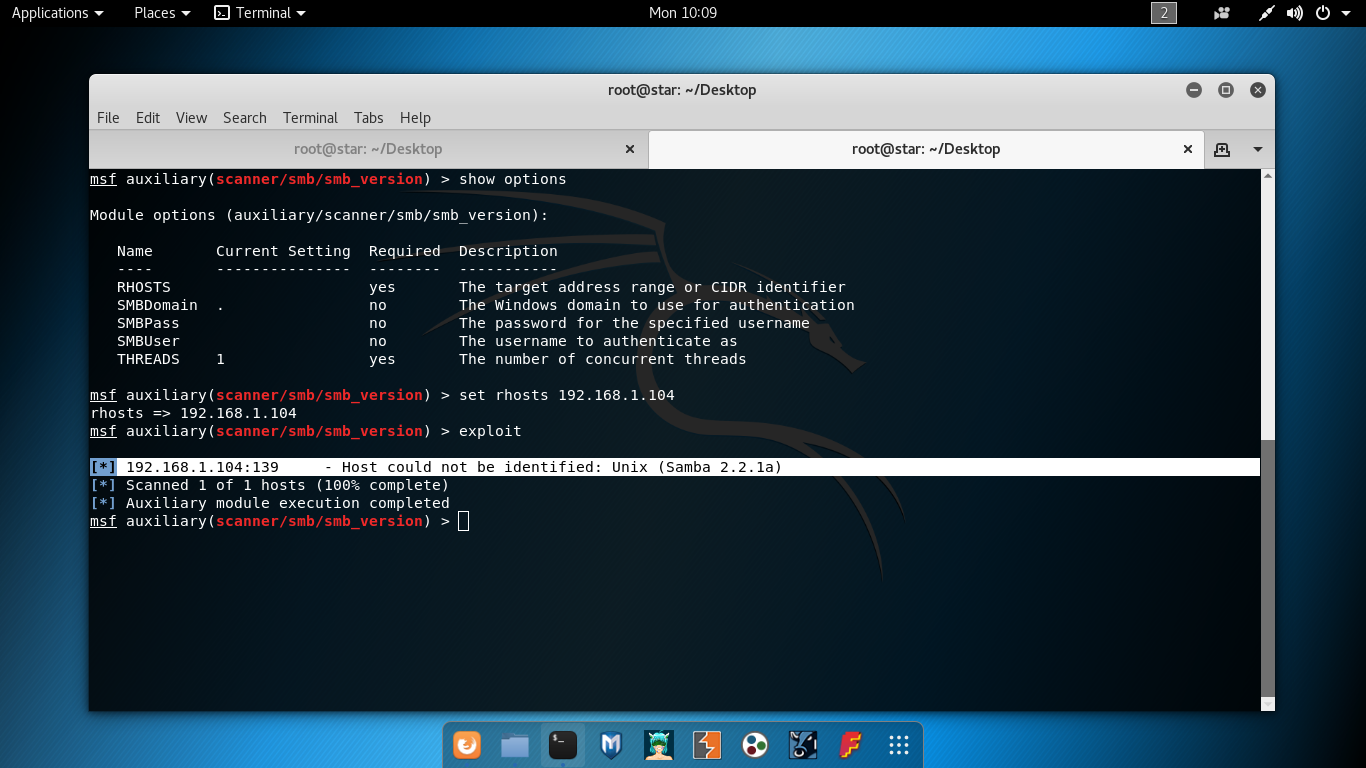 Applications Places Terminal Mon 10:09 2
root@star: ~/Desktop
File Edit View Search Terminal Tabs Help
root@star: ~/Desktop root@star: ~/Desktop
msf auxiliary(scanner/smb/smb_version) > show options
Module options (auxiliary/scanner/smb/smb_version):
Name Current Setting Required Description
---- --------------- -------- -----------
RHOSTS yes The target address range or CIDR identifier
SMBDomain . no The Windows domain to use for authentication
SMBPass no The password for the specified username
SMBUser no The username to authenticate as
THREADS 1 yes The number of concurrent threads
msf auxiliary(scanner/smb/smb_version) > set rhosts 192.168.1.104
rhosts => 192.168.1.104
msf auxiliary(scanner/smb/smb_version) > exploit
[*] 192.168.1.104:139 - Host could not be identified: Unix (Samba 2.2.1a)
[*] Scanned 1 of 1 hosts (100% complete)
[*] Auxiliary module execution completed
msf auxiliary(scanner/smb/smb_version) >